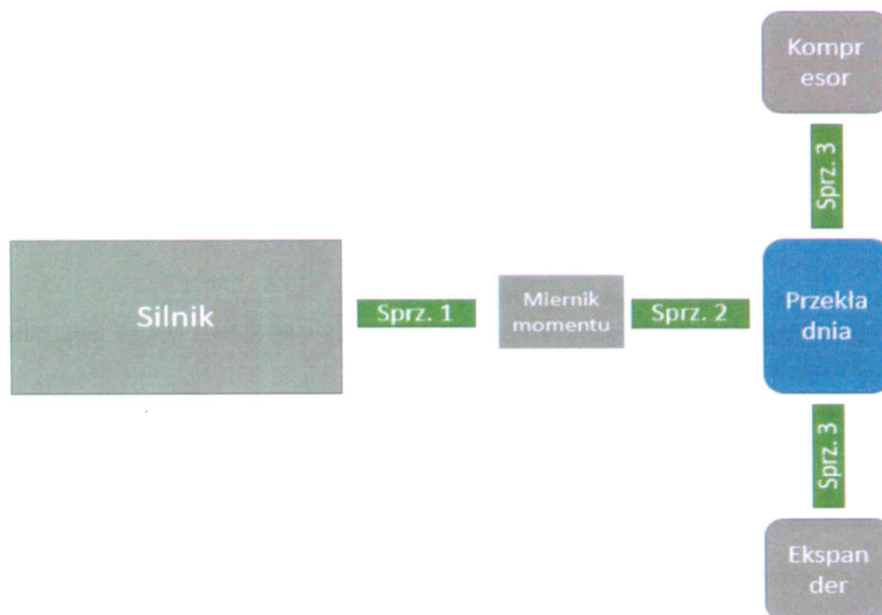 Kompr
esor
Sprz. 3
Silnik
Sprz. 1
Miernik
momentu
Sprz. 2
Przekła
dnia
Sprz. 3
Ekspan
der